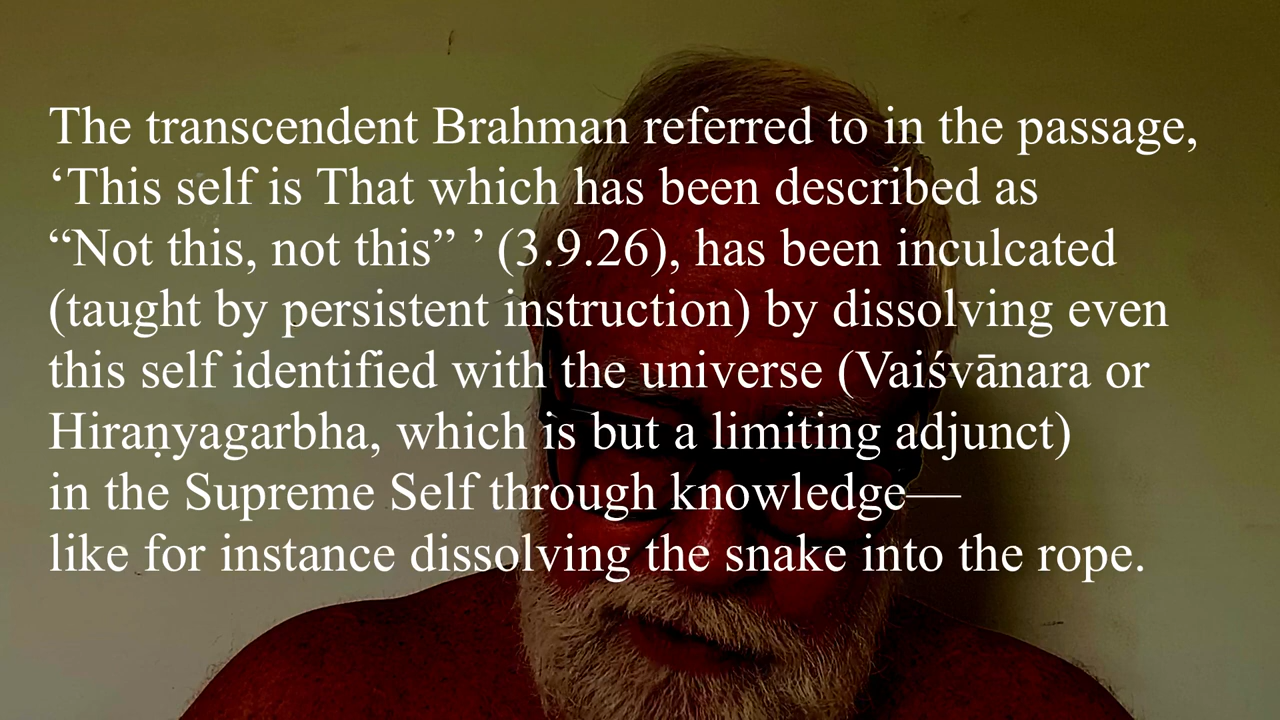 The transcendent Brahman referred to in the passage,
‘This self is That which has been described as
“Not this, not this” ’ (3.9.26), has been inculcated
(taught by persistent instruction) by dissolving even
this self identified with the universe (Vaiśvānara or
Hiraṇyagarbha, which is but a limiting adjunct)
in the Supreme Self through knowledge—
like for instance dissolving the snake into the rope.